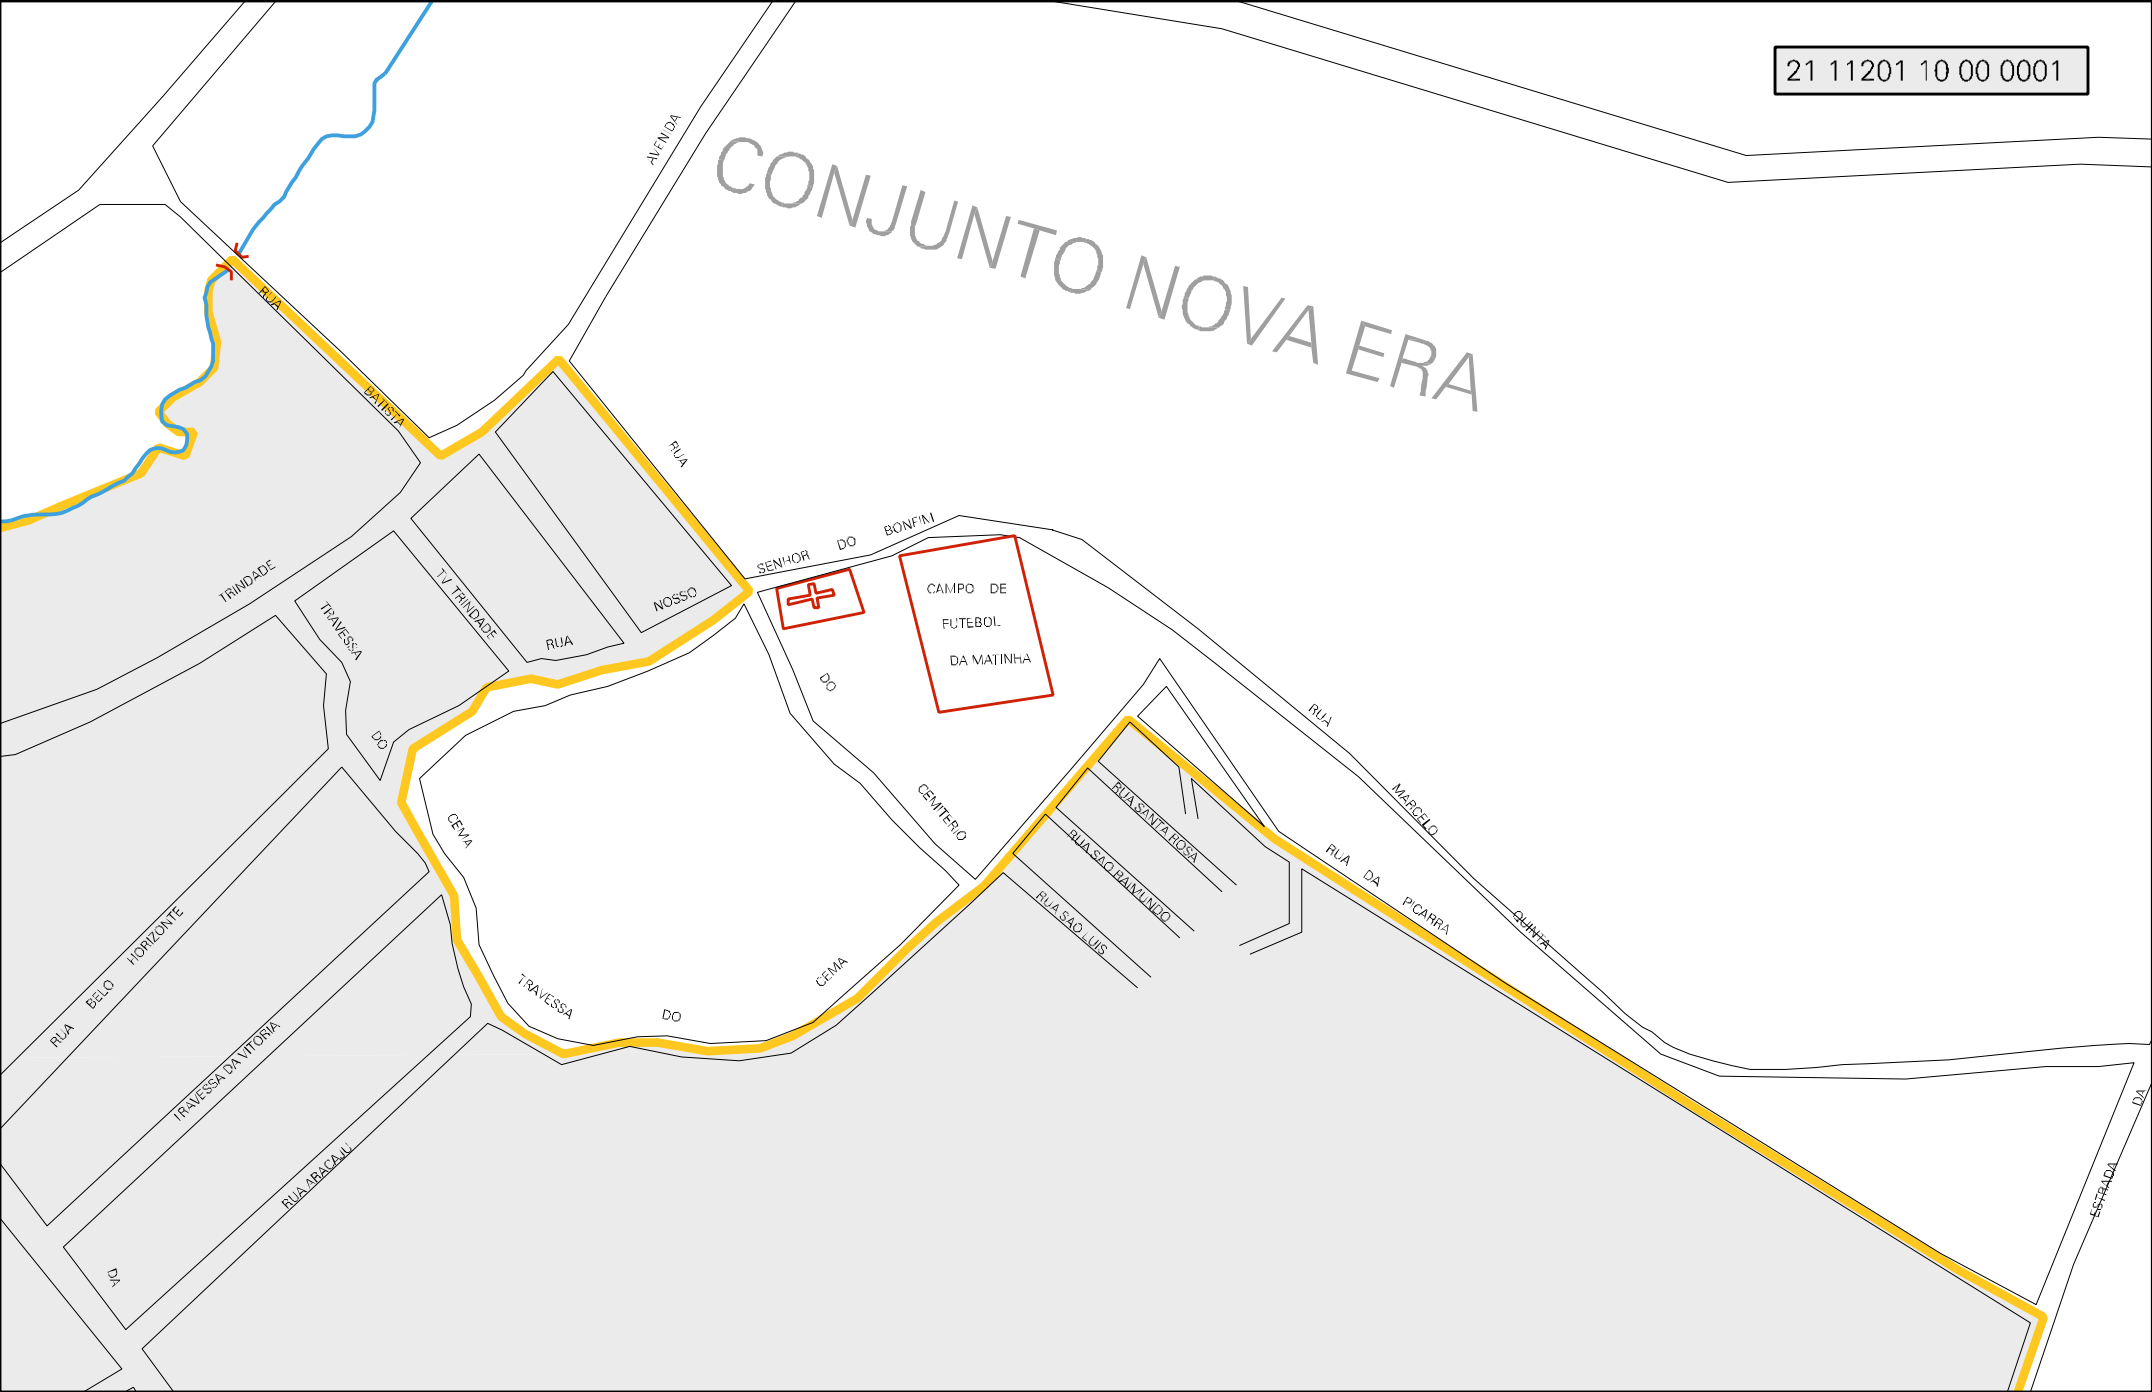 21 11201 10 00 0001
AVENIDA
CONJUNTO NOVA ERA
RUA
BATISTA
RUA
SENHOR DO BONFIM
TRINDADE
TV TRINDADE
NOSSO
RUA
TRAVESSA
DO
CAMPO DE
FUTEBOL
DA MATINHA
DO
CEMITERIO
RUA
MARCELO
QUINTA
RUA DA PICARRA
RUA SANTA ROSA
RUA SAO RAIMUNDO
RUA SAO LUIS
CEMA
TRAVESSA DO CEMA
RUA BELO HORIZONTE
TRAVESSA DA VITORIA
RUA ARACAJU
DA
ESTRADA
DA